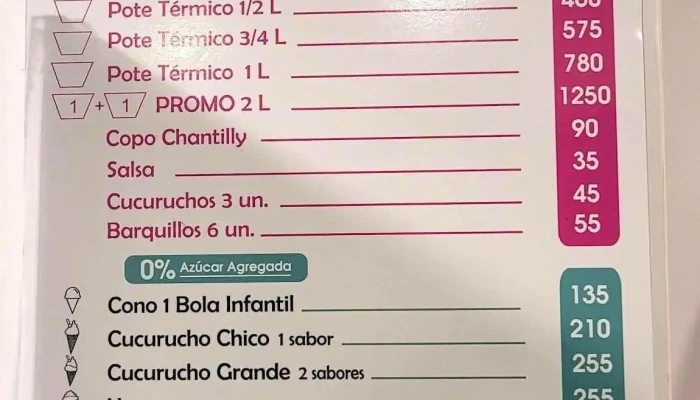 Pote Térmico 1/2 L
Pote Térmico 3/4 L 575
Pote Térmico 1 L 780
1 + 1 PROMO 2 L 1250
Copo Chantilly 90
Salsa 35
Cucuruchos 3 un. 45
Barquillos 6 un. 55
0% Azúcar Agregada
Cono 1 Bola Infantil 135
Cucurucho Chico 1 sabor 210
Cucurucho Grande 2 sabores 255
255